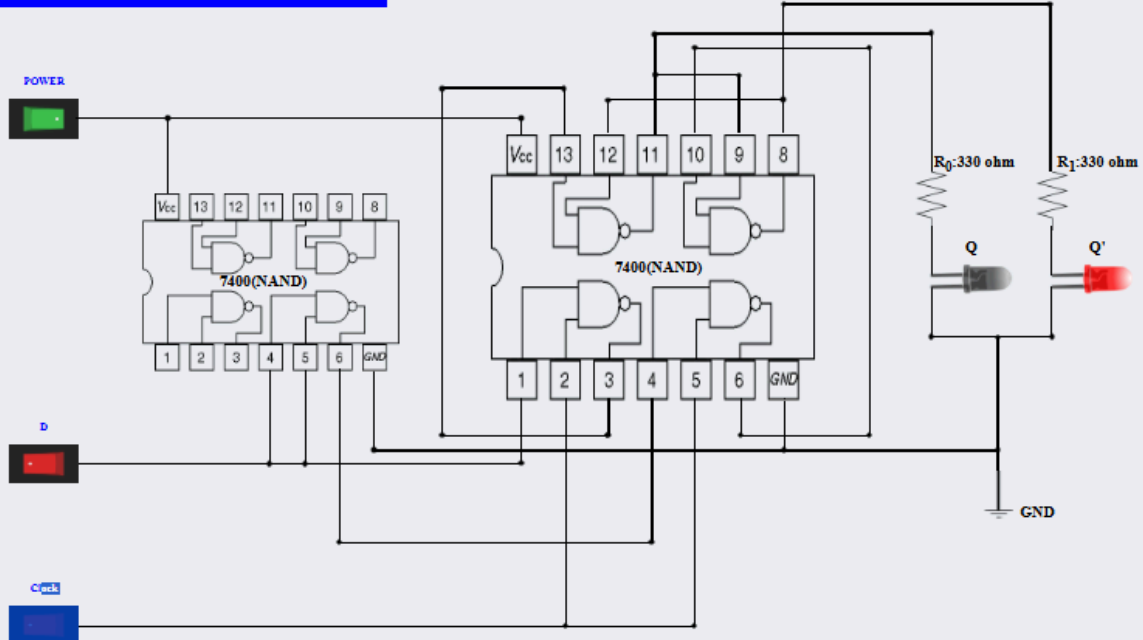 POWER
Vcc 13 12 11 10 9 8
R0:330 ohm R1:330 ohm
Vcc 13 12 11 10 9 8
Q Q'
7400(NAND)
7400(NAND)
1 2 3 4 5 6 GND
1 2 3 4 5 6 GND
D
GND
Clock